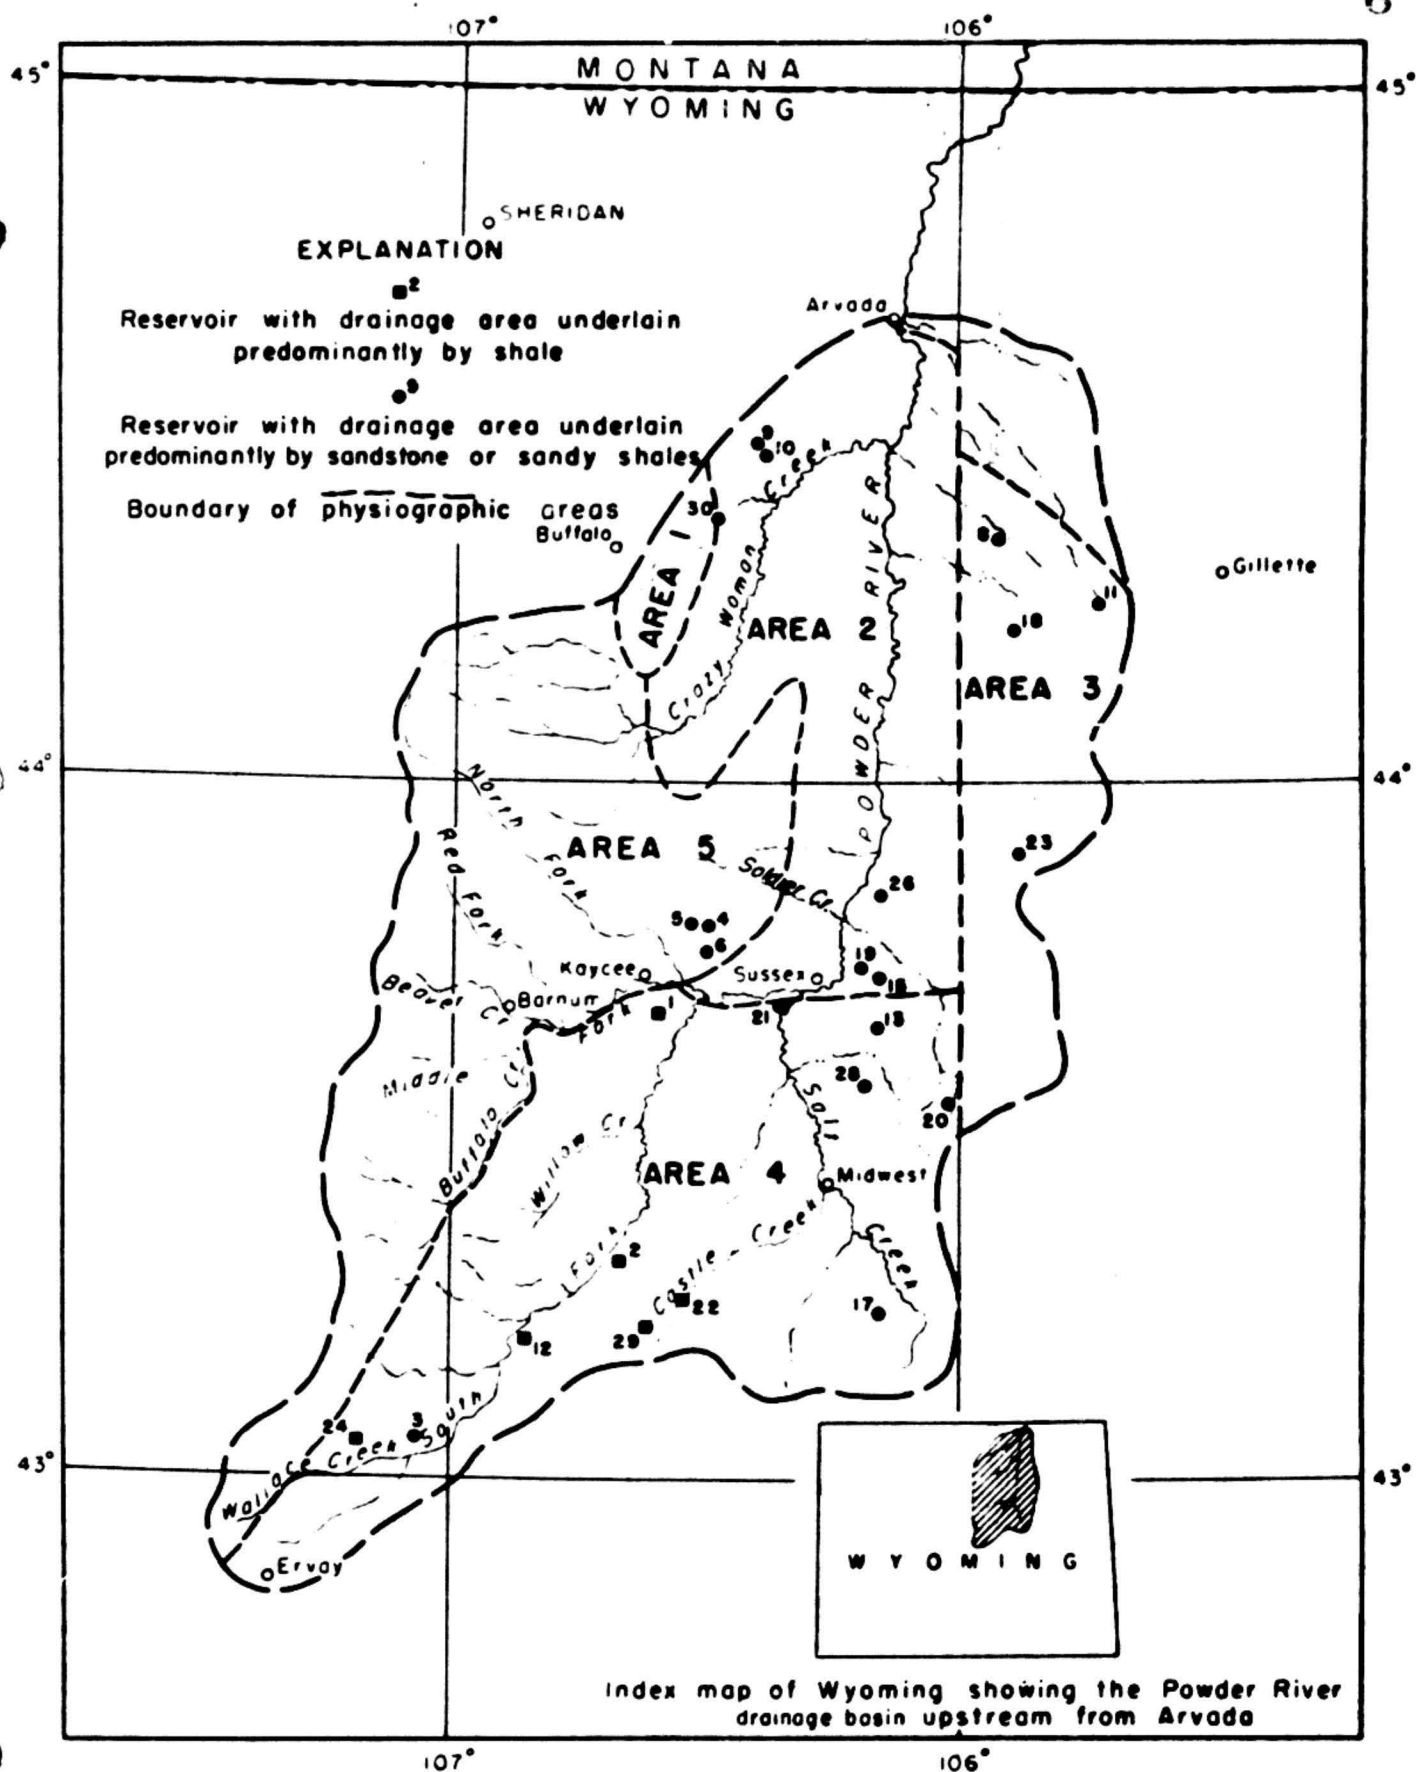 107° 106°
45° 45°
MONTANA
WYOMING
SHERIDAN
EXPLANATION
2
Reservoir with drainage area underlain
predominantly by shale
9
Reservoir with drainage area underlain
predominantly by sandstone or sandy shales
Boundary of physiographic areas
Arvada
9
10
Creek
30
Buffalo
Gillette
8
11
18
AREA 1
Woman
Crazy
AREA 2
POWDER RIVER
AREA 3
44° 44°
North
Fork
Red
Fork
AREA 5
Soldier Cr.
23
26
5 4
6
19
Kaycee
Sussex
Beaver Cr.
Barnum
Fork
1
21
13
Middle
28
20
Buffalo Cr.
Willow Cr.
Salt
AREA 4
Midwest
Creek
Castle Creek
Fork
2
22
17
29
12
South
24
3
43° 43°
Wallace Creek
Ervay
WYOMING
Index map of Wyoming showing the Powder River
drainage basin upstream from Arvada
107° 106°